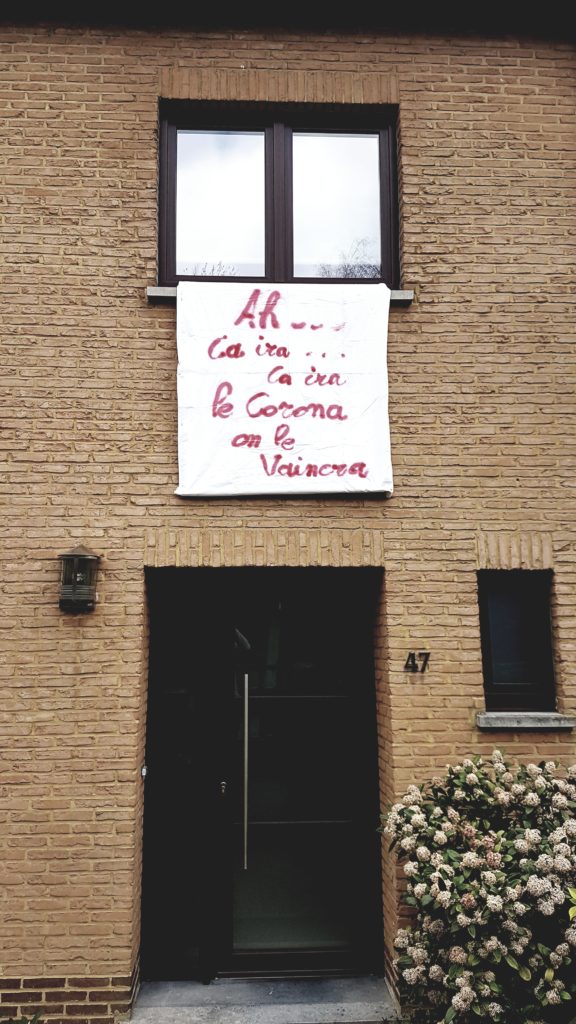 Ah ...
Ca ira ...
Ca ira
le Corona
on le
Vaincra
47